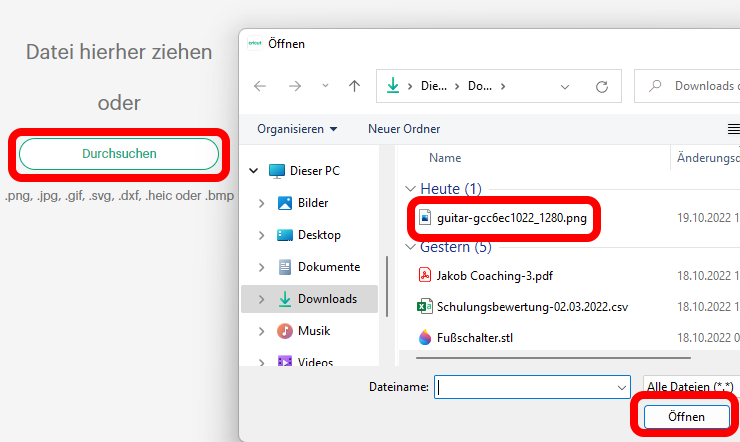 Datei hierher ziehen
oder
Durchsuchen
.png, .jpg, .gif, .svg, .dxf, .heic oder .bmp
cricut Öffnen
Die... Do... Downloads d
Organisieren Neuer Ordner
Name Änderungsd
Dieser PC
Bilder
Desktop
Dokumente
Downloads
Musik
Videos
Heute (1)
guitar-gcc6ec1022_1280.png 19.10.2022 1
Gestern (5)
Jakob Coaching-3.pdf 18.10.2022 1
Schulungsbewertung-02.03.2022.csv 18.10.2022 1
Fußschalter.stl 18.10.2022 0
Dateiname: Alle Dateien (*.*)
Öffnen